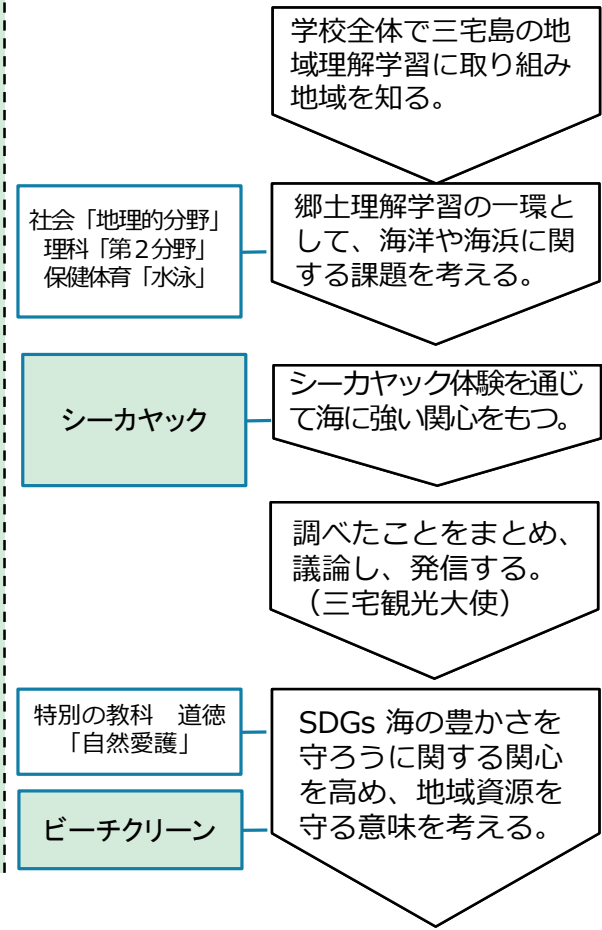 学校全体で三宅島の地
域理解学習に取り組み
地域を知る。
社会「地理的分野」
理科「第２分野」
保健体育「水泳」
郷土理解学習の一環と
して、海洋や海浜に関
する課題を考える。
シーカヤック
シーカヤック体験を通じ
て海に強い関心をもつ。
調べたことをまとめ、
議論し、発信する。
（三宅観光大使）
特別の教科　道徳
「自然愛護」
ビーチクリーン
SDGs 海の豊かさを
守ろうに関する関心
を高め、地域資源を
守る意味を考える。